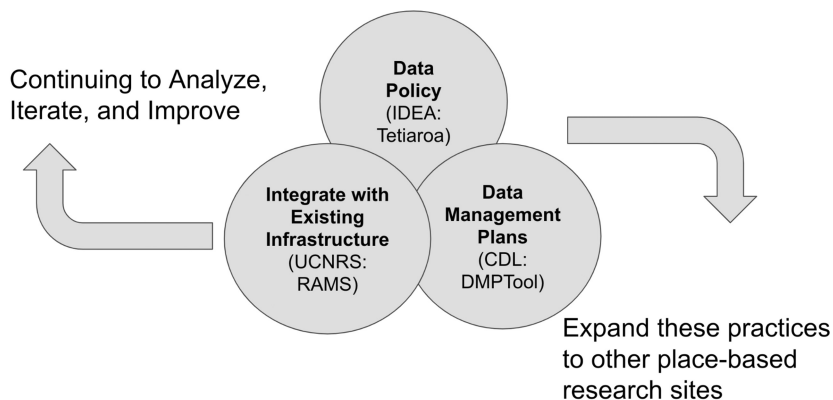 Continuing to Analyze,
Iterate, and Improve
Data
Policy
(IDEA:
Tetiaroa)
Integrate with
Existing
Infrastructure
(UCNRS:
RAMS)
Data
Management
Plans
(CDL:
DMPTool)
Expand these practices
to other place-based
research sites